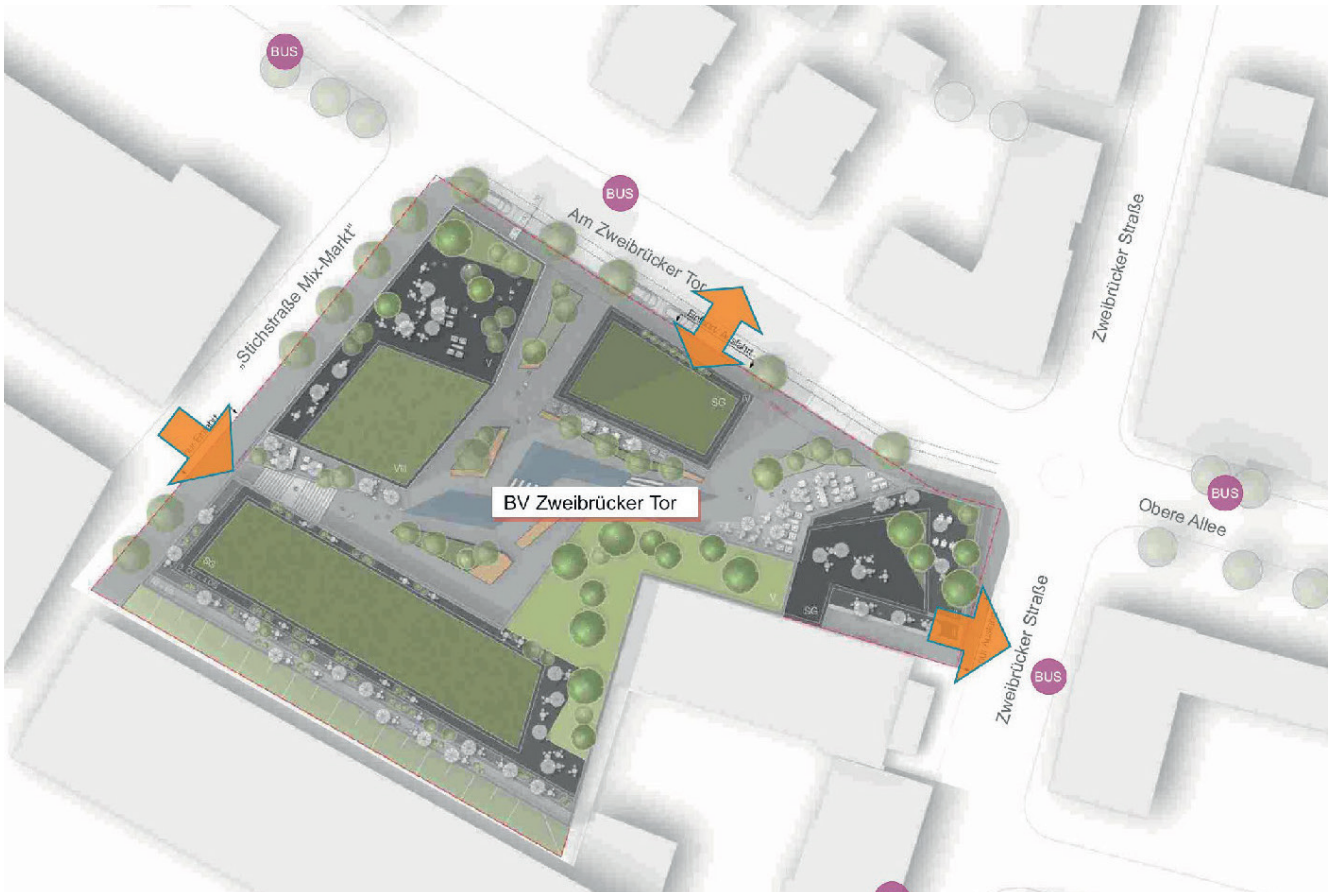 BUS
BUS
Am Zweibrücker Tor
Zweibrücker Straße
„Stichstraße Mix-Markt“
V
SG
IV
VIII
BV Zweibrücker Tor
BUS
Obere Allee
SG
V
SG
Zweibrücker Straße
BUS